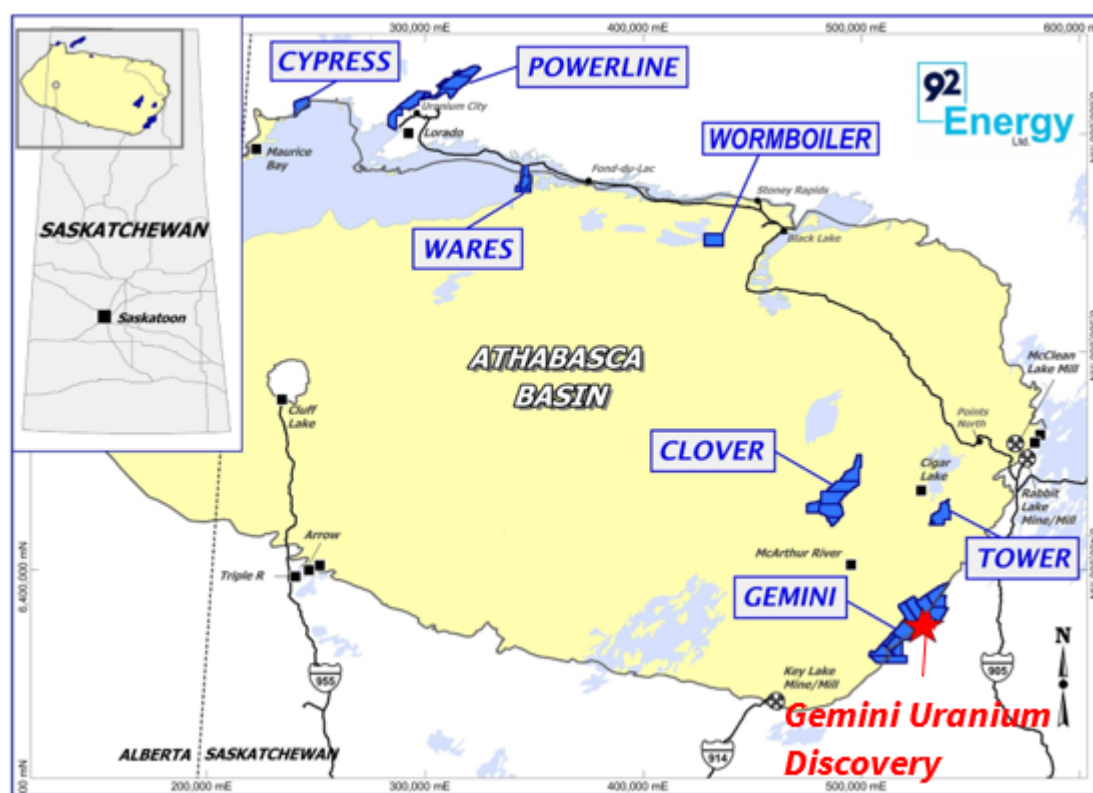 300,000 mE
400,000 mE
500,000 mE
600,000 mE
CYPRESS
POWERLINE
92
Energy
Ltd.
Uranium City
Lorado
Maurice
Bay
WORMBOILER
Fond-du-Lac
Stoney Rapids
Black Lake
WARES
SASKATCHEWAN
Saskatoon
ATHABASCA
BASIN
McClean
Lake Mill
Cluff
Lake
Points
North
CLOVER
Cigar
Lake
Rabbit
Lake
Mine/Mill
TOWER
McArthur River
Arrow
Triple R
GEMINI
6,400,000 mN
Key Lake
Mine/Mill
N
955
905
914
Gemini Uranium
Discovery
ALBERTA
SASKATCHEWAN
200,000 mE
300,000 mE
400,000 mE
500,000 mE